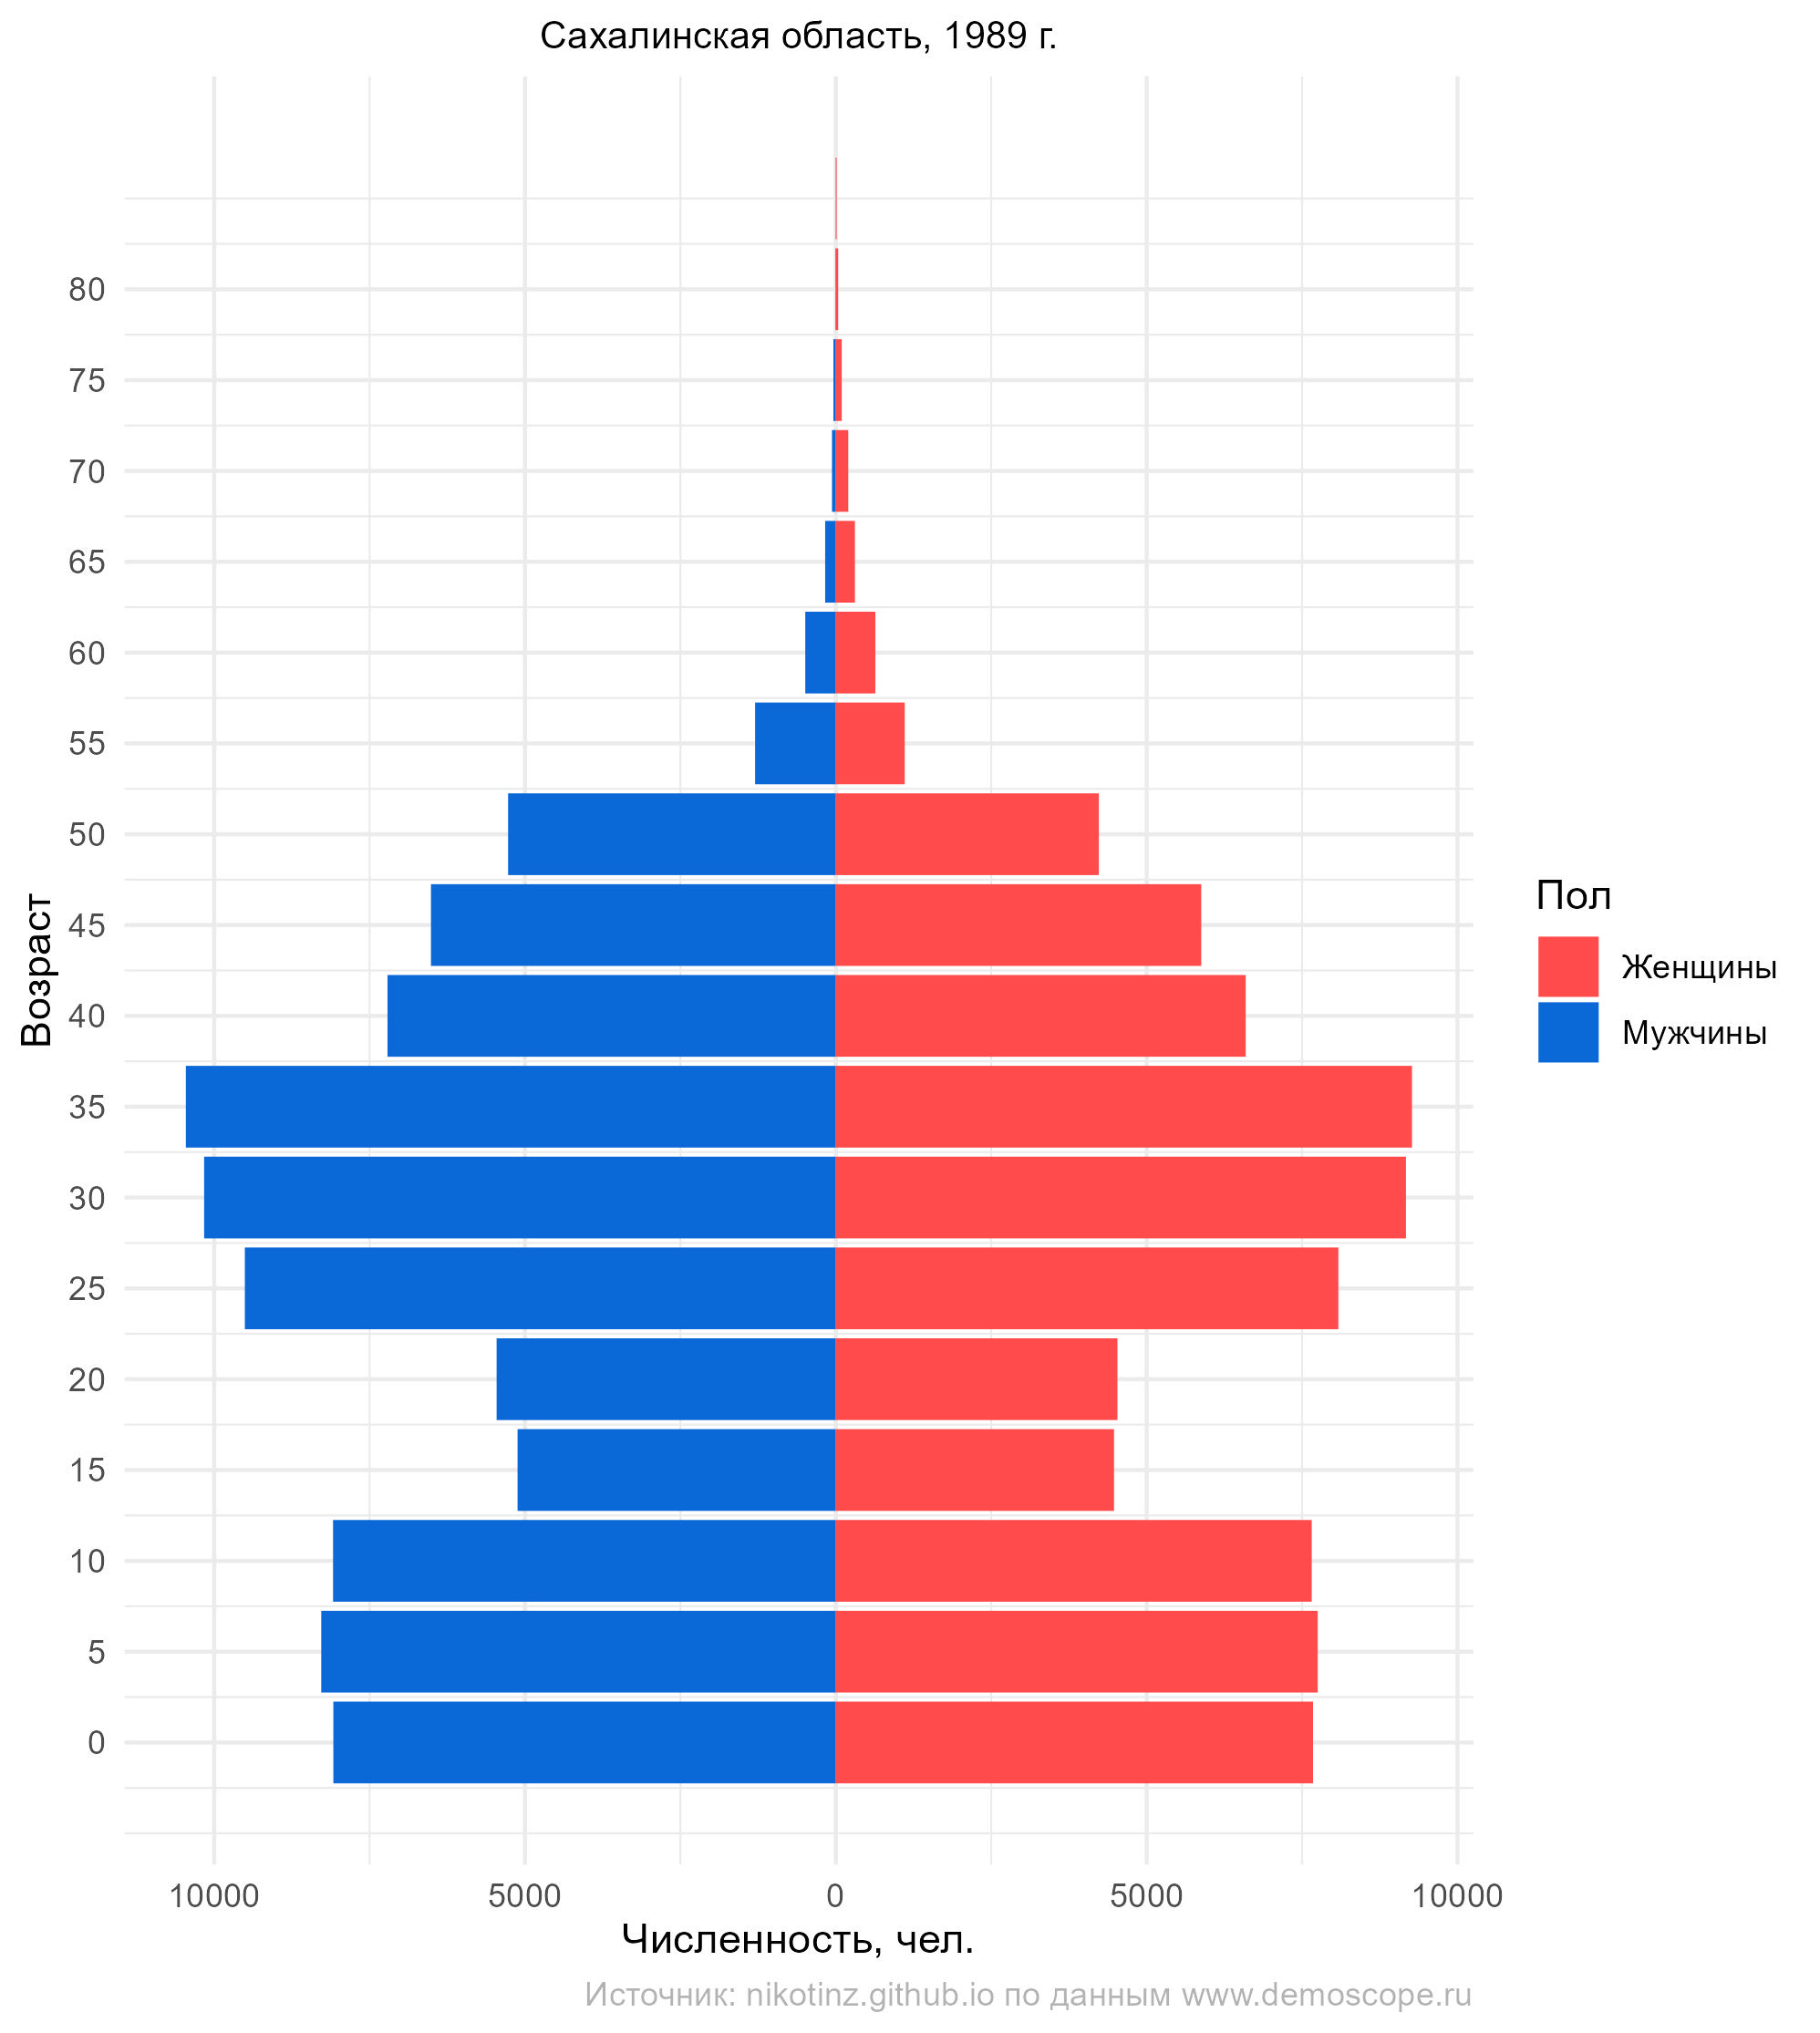 Сахалинская область, 1989 г.
Возраст
80
75
70
65
60
55
50
45
40
35
30
25
20
15
10
5
0
10000 5000 0 5000 10000
Численность, чел.
Пол
Женщины
Мужчины
Источник: nikotinz.github.io по данным www.demoscope.ru